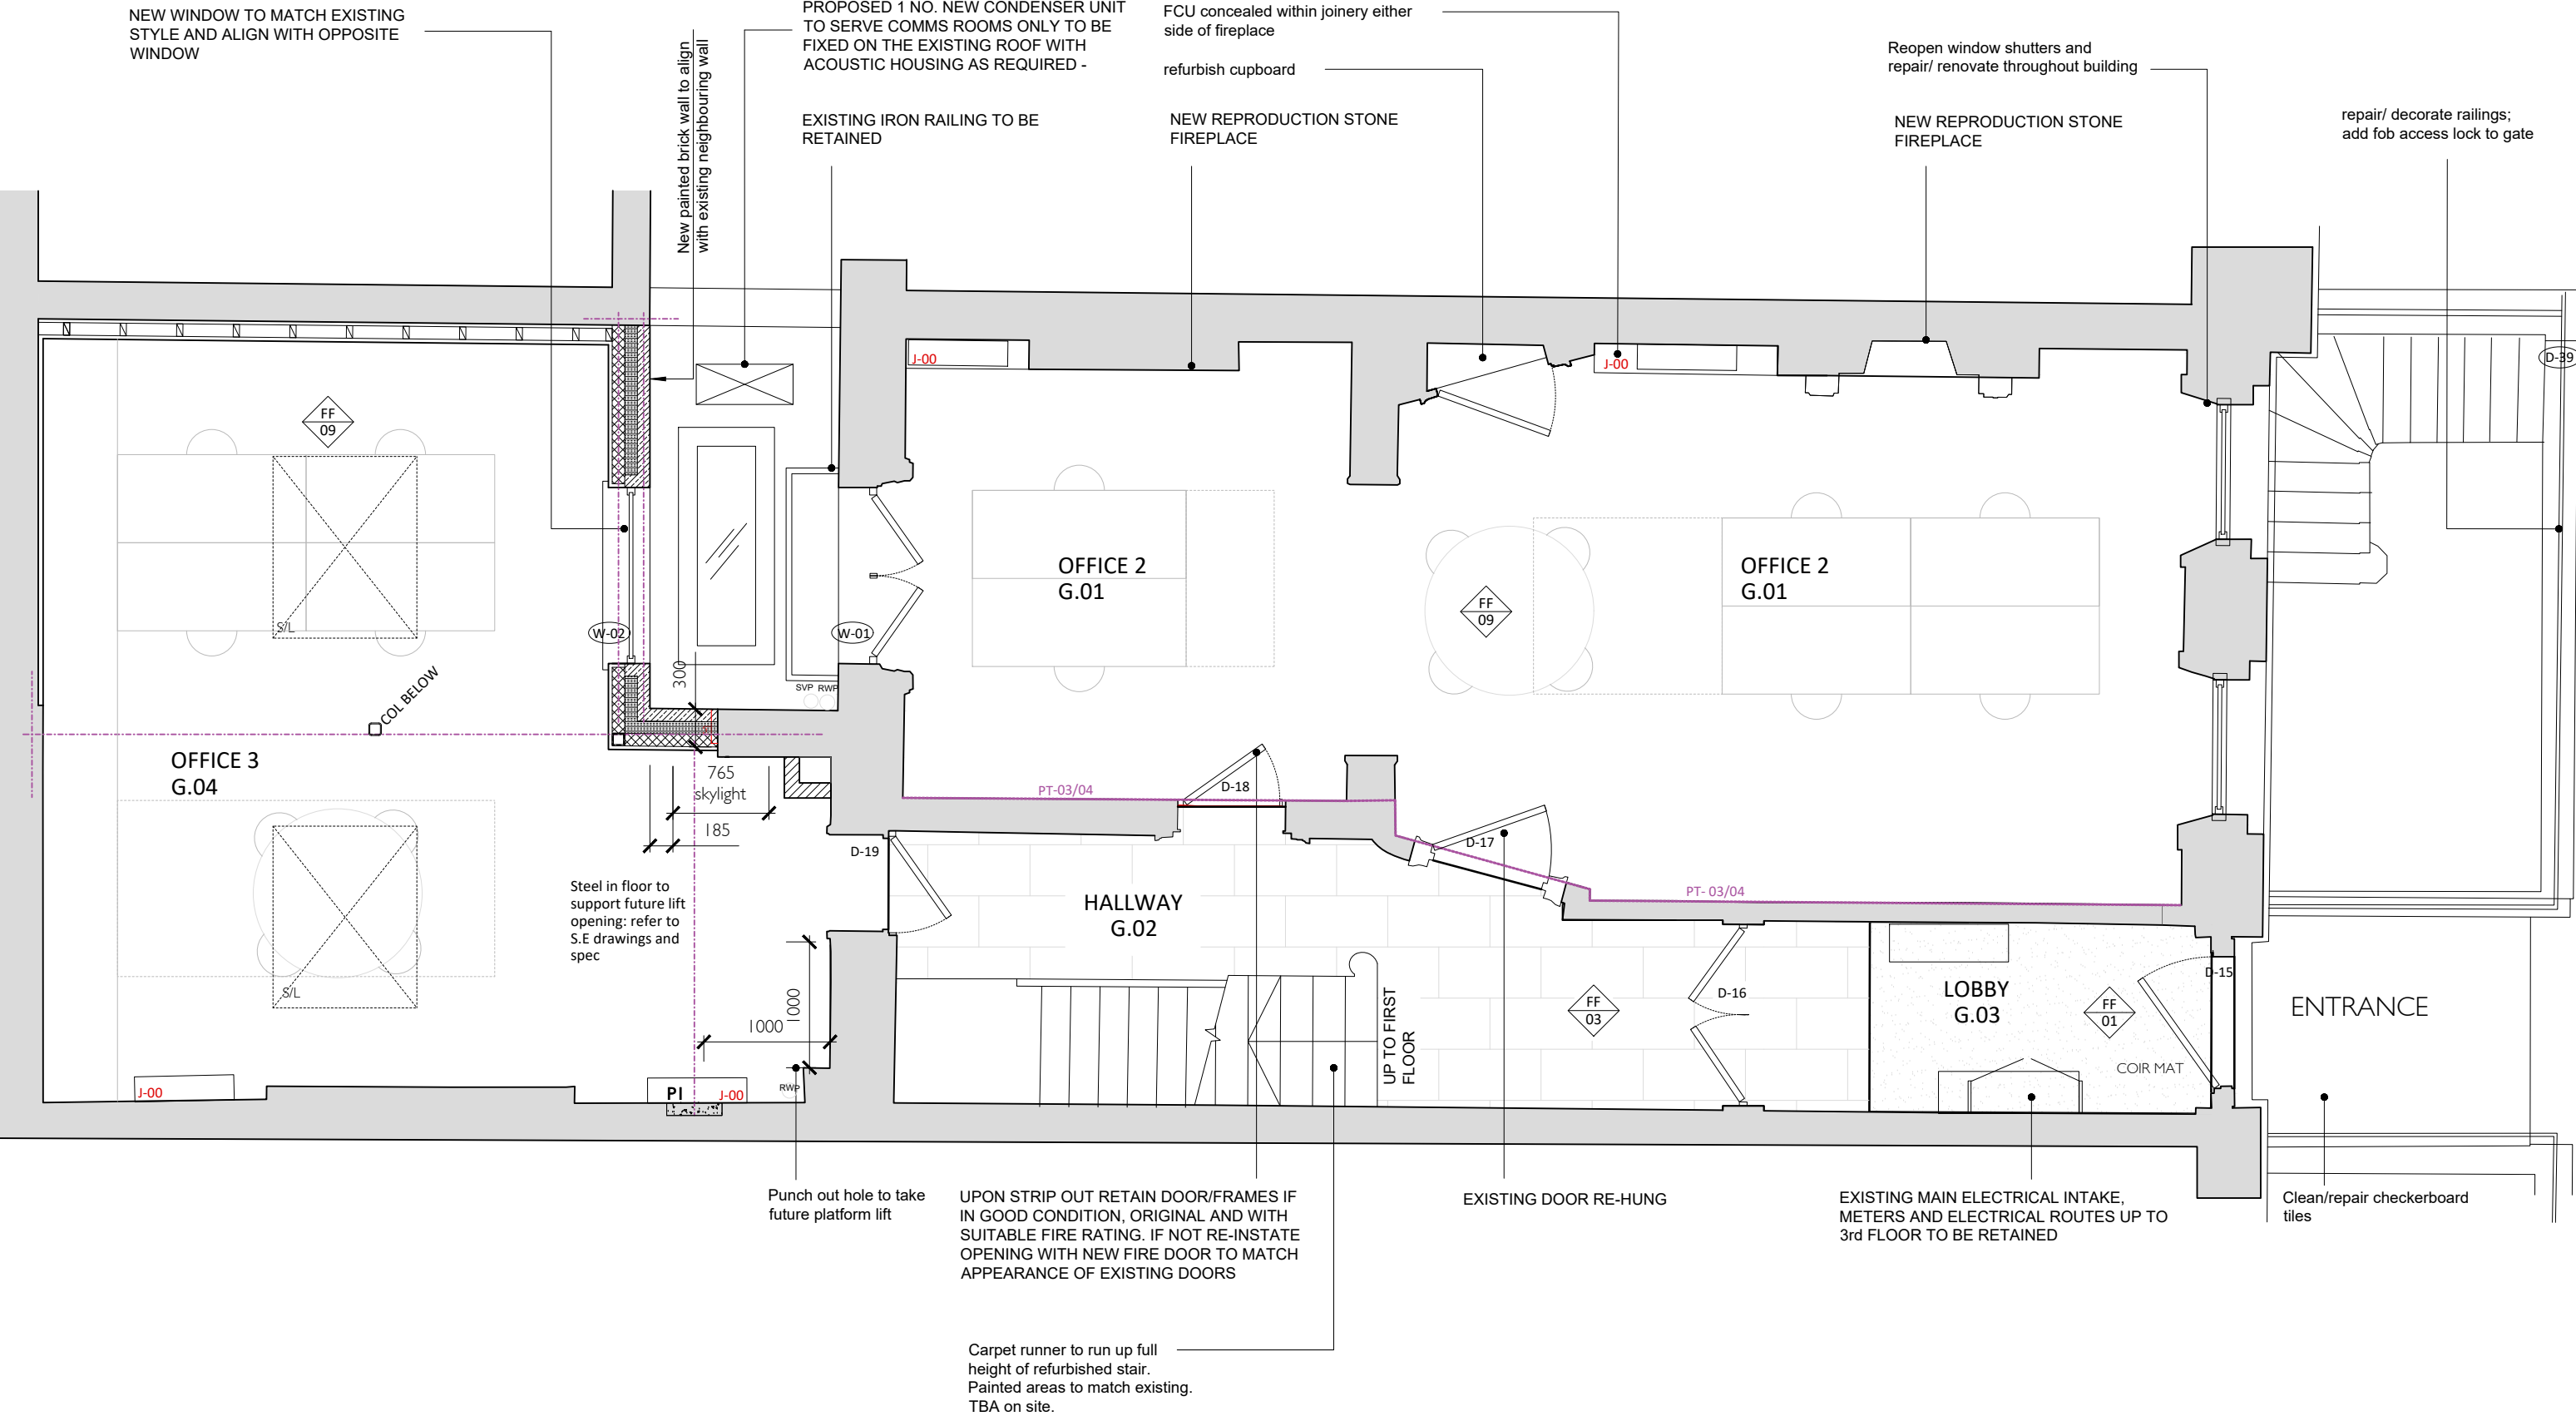 NEW WINDOW TO MATCH EXISTING
STYLE AND ALIGN WITH OPPOSITE
WINDOW
New painted brick wall to align
with existing neighbouring wall
PROPOSED 1 NO. NEW CONDENSER UNIT
TO SERVE COMMS ROOMS ONLY TO BE
FIXED ON THE EXISTING ROOF WITH
ACOUSTIC HOUSING AS REQUIRED -
EXISTING IRON RAILING TO BE
RETAINED
FCU concealed within joinery either
side of fireplace
refurbish cupboard
NEW REPRODUCTION STONE
FIREPLACE
Reopen window shutters and
repair/ renovate throughout building
NEW REPRODUCTION STONE
FIREPLACE
repair/ decorate railings;
add fob access lock to gate
J-00
J-00
D-39
FF
09
S/L
W-02
W-01
300
SVP RWP
OFFICE 2
G.01
FF
09
OFFICE 2
G.01
COL BELOW
OFFICE 3
G.04
765
skylight
185
PT-03/04
D-18
D-17
PT- 03/04
D-19
Steel in floor to
support future lift
opening: refer to
S.E drawings and
spec
HALLWAY
G.02
S/L
1000
1000
UP TO FIRST
FLOOR
FF
03
D-16
LOBBY
G.03
FF
01
D-15
COIR MAT
ENTRANCE
J-00
PI
J-00
RWP
Punch out hole to take
future platform lift
UPON STRIP OUT RETAIN DOOR/FRAMES IF
IN GOOD CONDITION, ORIGINAL AND WITH
SUITABLE FIRE RATING. IF NOT RE-INSTATE
OPENING WITH NEW FIRE DOOR TO MATCH
APPEARANCE OF EXISTING DOORS
EXISTING DOOR RE-HUNG
EXISTING MAIN ELECTRICAL INTAKE,
METERS AND ELECTRICAL ROUTES UP TO
3rd FLOOR TO BE RETAINED
Clean/repair checkerboard
tiles
Carpet runner to run up full
height of refurbished stair.
Painted areas to match existing.
TBA on site.